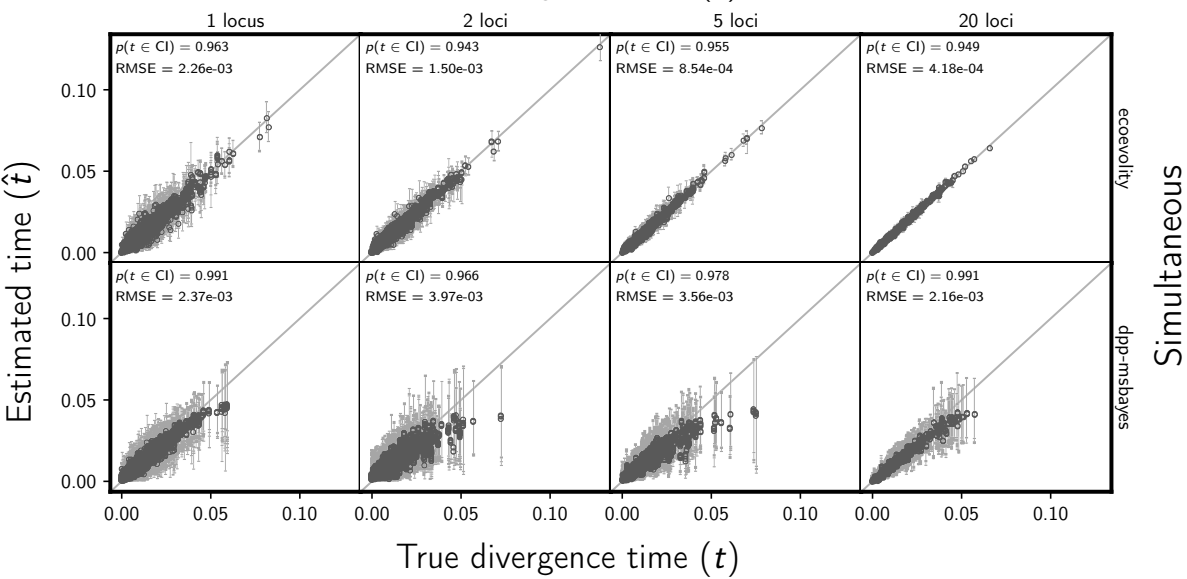 1 locus
2 loci
5 loci
20 loci
p(t ∈ CI) = 0.963
RMSE = 2.26e-03
p(t ∈ CI) = 0.943
RMSE = 1.50e-03
p(t ∈ CI) = 0.955
RMSE = 8.54e-04
p(t ∈ CI) = 0.949
RMSE = 4.18e-04
0.10
0.05
0.00
ecoevolity
p(t ∈ CI) = 0.991
RMSE = 2.37e-03
p(t ∈ CI) = 0.966
RMSE = 3.97e-03
p(t ∈ CI) = 0.978
RMSE = 3.56e-03
p(t ∈ CI) = 0.991
RMSE = 2.16e-03
0.10
0.05
0.00
dpp-msbayes
Estimated time (t̂)
Simultaneous
0.00 0.05 0.10
0.00 0.05 0.10
0.00 0.05 0.10
0.00 0.05 0.10
True divergence time (t)